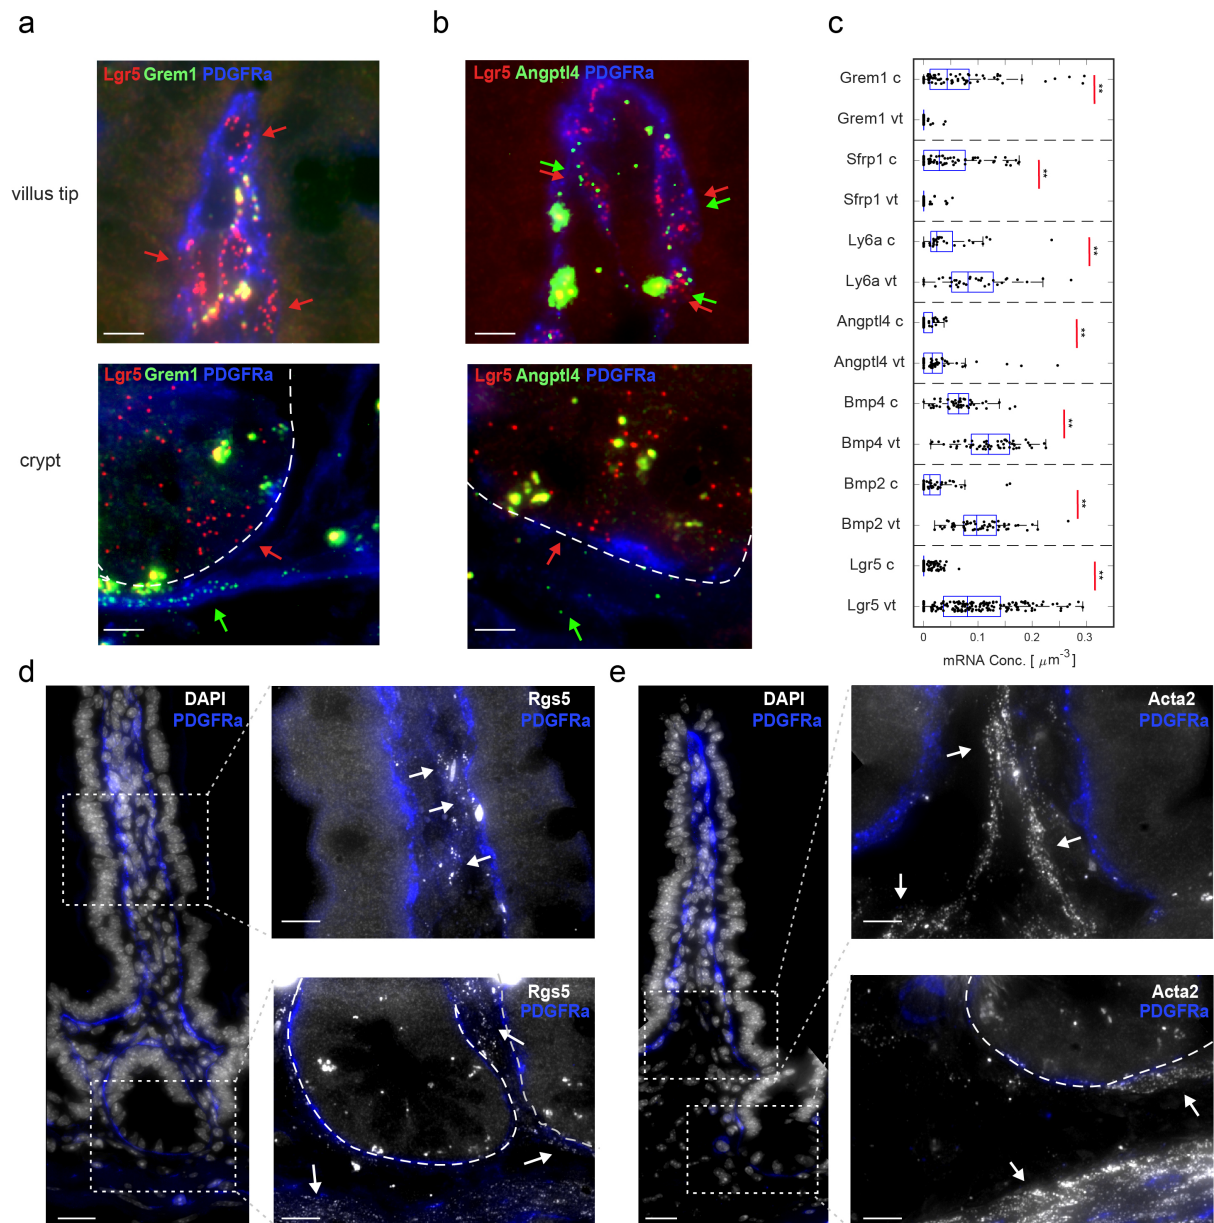 a
b
c
villus tip
crypt
Lgr5 Grem1 PDGFRa
Lgr5 Angptl4 PDGFRa
Lgr5 Grem1 PDGFRa
Lgr5 Angptl4 PDGFRa
Grem1 c
Grem1 vt
Sfrp1 c
Sfrp1 vt
Ly6a c
Ly6a vt
Angptl4 c
Angptl4 vt
Bmp4 c
Bmp4 vt
Bmp2 c
Bmp2 vt
Lgr5 c
Lgr5 vt
**
**
**
**
**
**
**
0 0.1 0.2 0.3
mRNA Conc. [ μm⁻³]
d
e
DAPI
PDGFRa
Rgs5
PDGFRa
Rgs5
PDGFRa
DAPI
PDGFRa
Acta2
PDGFRa
Acta2
PDGFRa